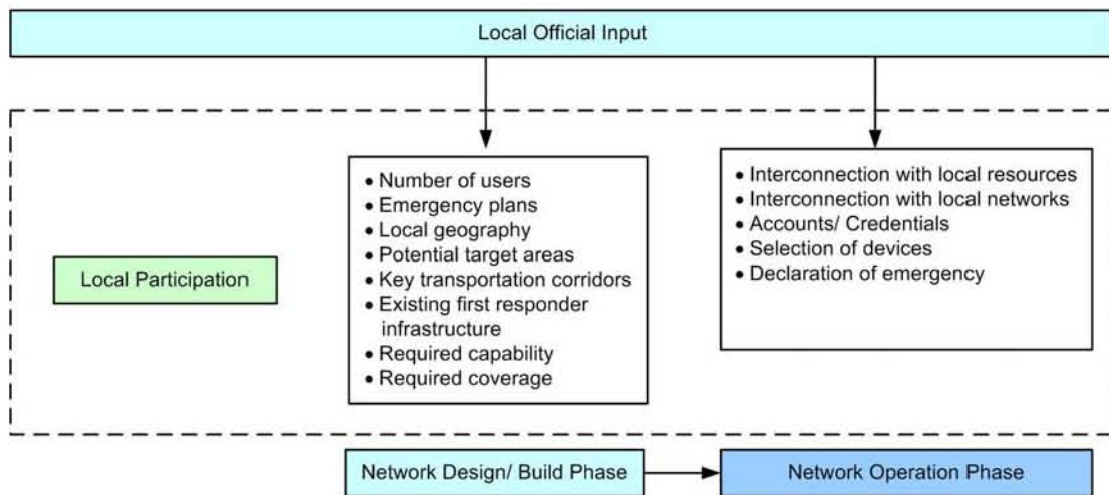 Local Official Input
Local Participation
• Number of users
• Emergency plans
• Local geography
• Potential target areas
• Key transportation corridors
• Existing first responder
infrastructure
• Required capability
• Required coverage
• Interconnection with local resources
• Interconnection with local networks
• Accounts/ Credentials
• Selection of devices
• Declaration of emergency
Network Design/ Build Phase
Network Operation Phase